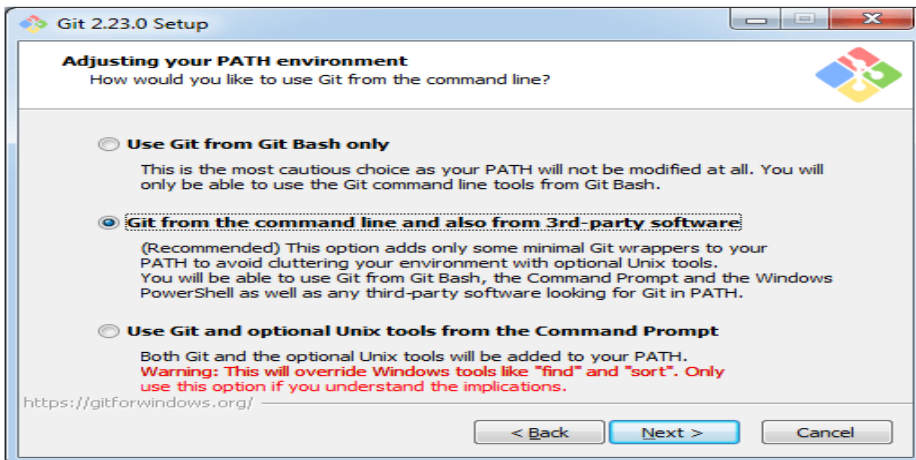 Git 2.23.0 Setup
Adjusting your PATH environment
How would you like to use Git from the command line?
Use Git from Git Bash only
This is the most cautious choice as your PATH will not be modified at all. You will
only be able to use the Git command line tools from Git Bash.
Git from the command line and also from 3rd-party software
(Recommended) This option adds only some minimal Git wrappers to your
PATH to avoid cluttering your environment with optional Unix tools.
You will be able to use Git from Git Bash, the Command Prompt and the Windows
PowerShell as well as any third-party software looking for Git in PATH.
Use Git and optional Unix tools from the Command Prompt
Both Git and the optional Unix tools will be added to your PATH.
Warning: This will override Windows tools like "find" and "sort". Only
use this option if you understand the implications.
https://gitforwindows.org/
< Back Next > Cancel